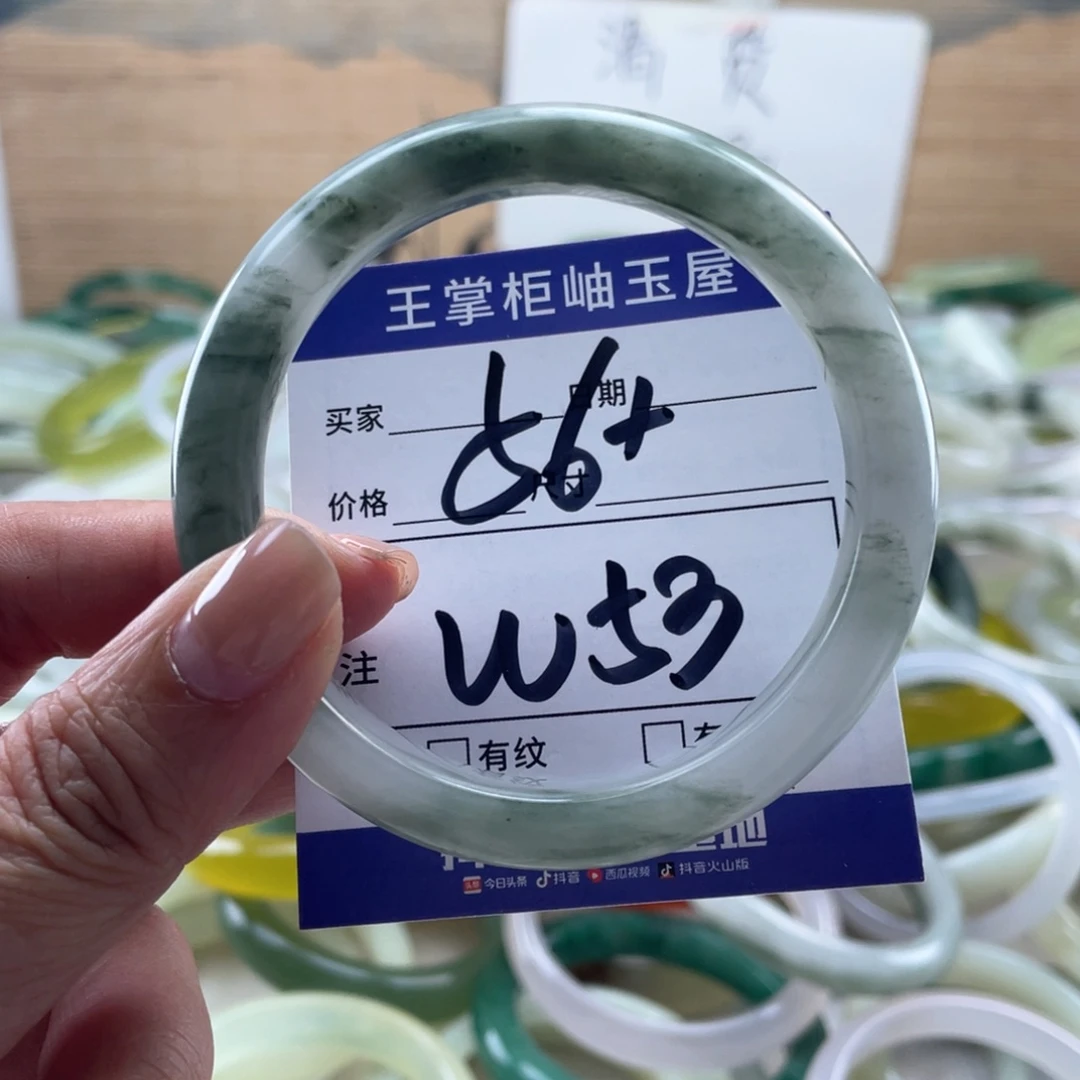 王掌柜岫玉屋
买家 日期
56+
价格 尺寸
注
W53
有纹
今日头条 抖音 西瓜视频 抖音火山版